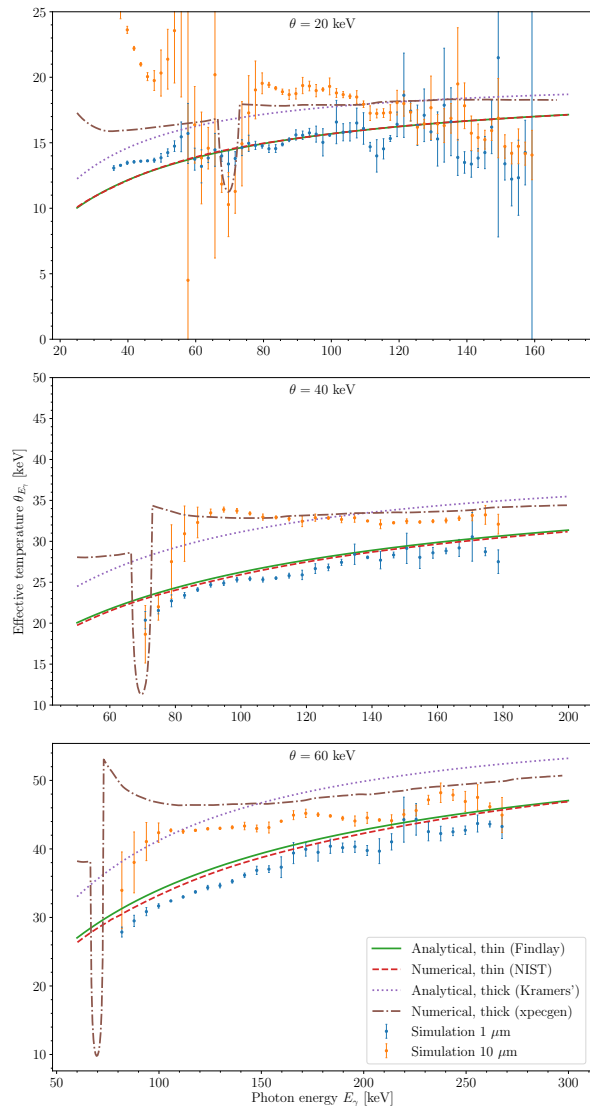 θ = 20 keV
25
20
15
10
5
0
20 40 60 80 100 120 140 160
θ = 40 keV
50
45
40
35
30
25
20
15
10
60 80 100 120 140 160 180 200
Effective temperature θ_{E_γ} [keV]
θ = 60 keV
50
40
30
20
10
Analytical, thin (Findlay)
Numerical, thin (NIST)
Analytical, thick (Kramers')
Numerical, thick (xpecgen)
Simulation 1 μm
Simulation 10 μm
50 100 150 200 250 300
Photon energy E_γ [keV]